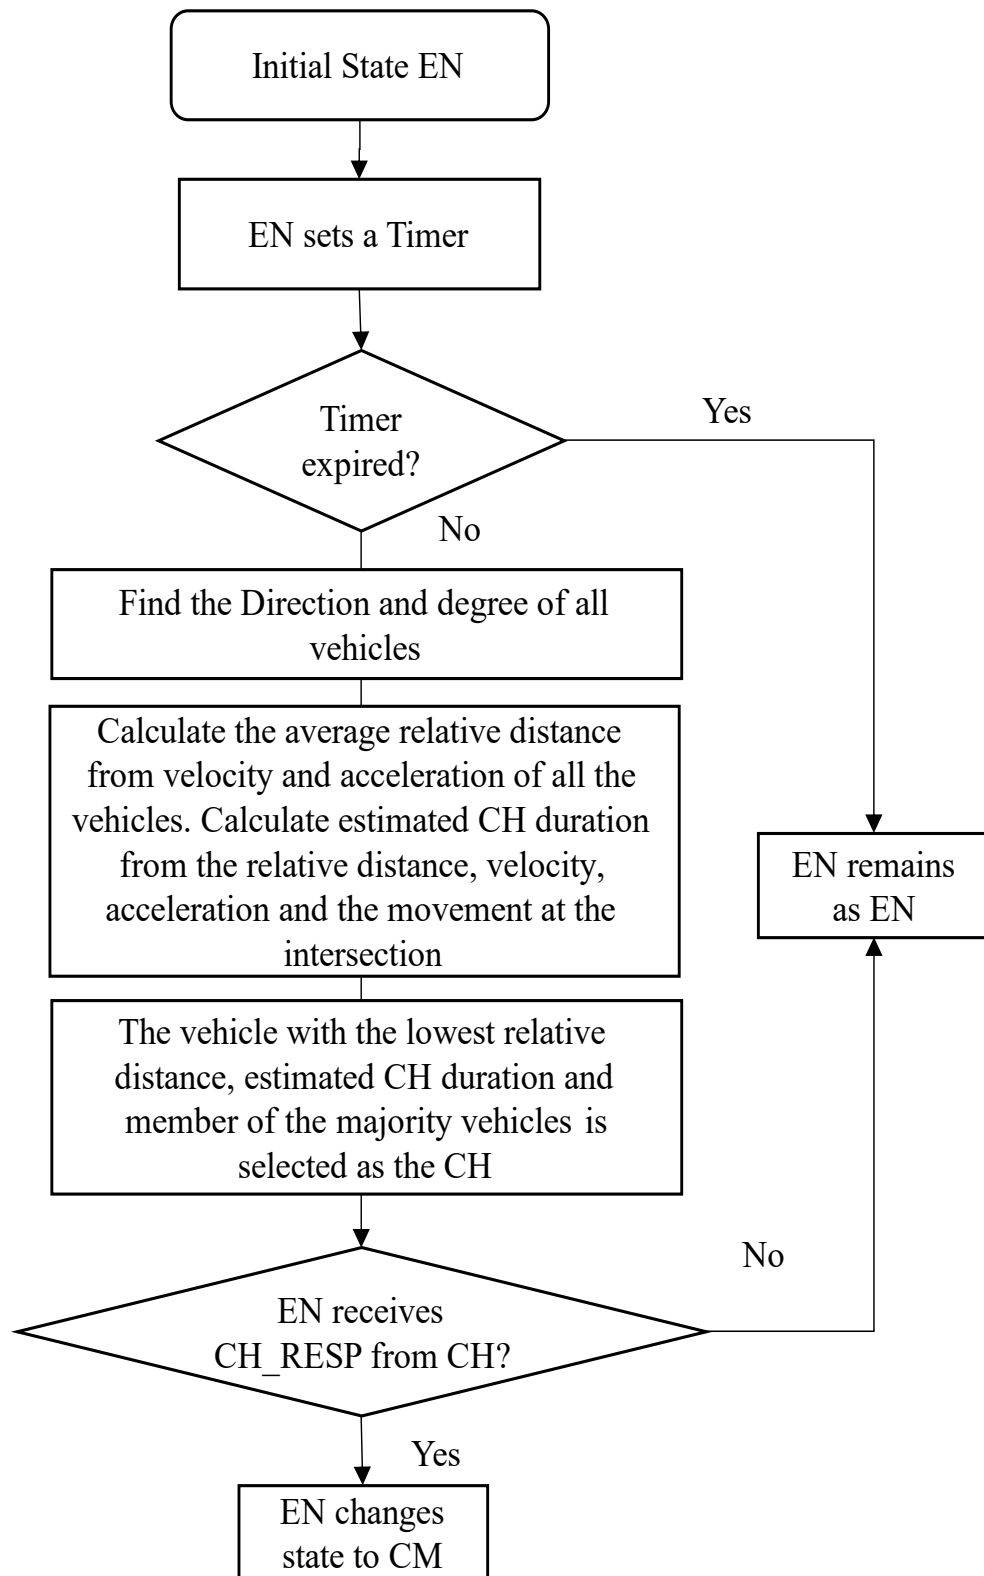 Initial State EN
EN sets a Timer
Timer
expired?
Yes
No
Find the Direction and degree of all
vehicles
Calculate the average relative distance
from velocity and acceleration of all the
vehicles. Calculate estimated CH duration
from the relative distance, velocity,
acceleration and the movement at the
intersection
EN remains
as EN
The vehicle with the lowest relative
distance, estimated CH duration and
member of the majority vehicles is
selected as the CH
No
EN receives
CH_RESP from CH?
Yes
EN changes
state to CM